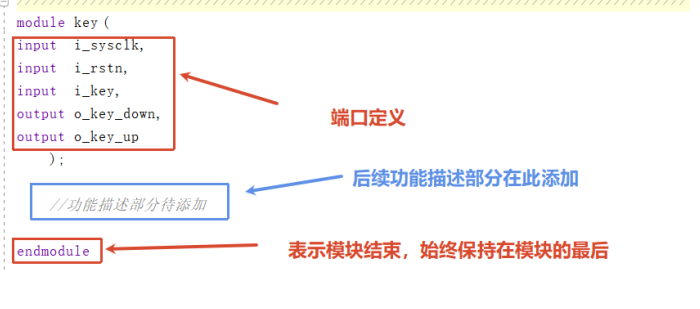 module key (
input  i_sysclk,
input  i_rstn,
input  i_key,
output o_key_down,
output o_key_up
);
端口定义
后续功能描述部分在此添加
//功能描述部分待添加
endmodule
表示模块结束，始终保持在模块的最后